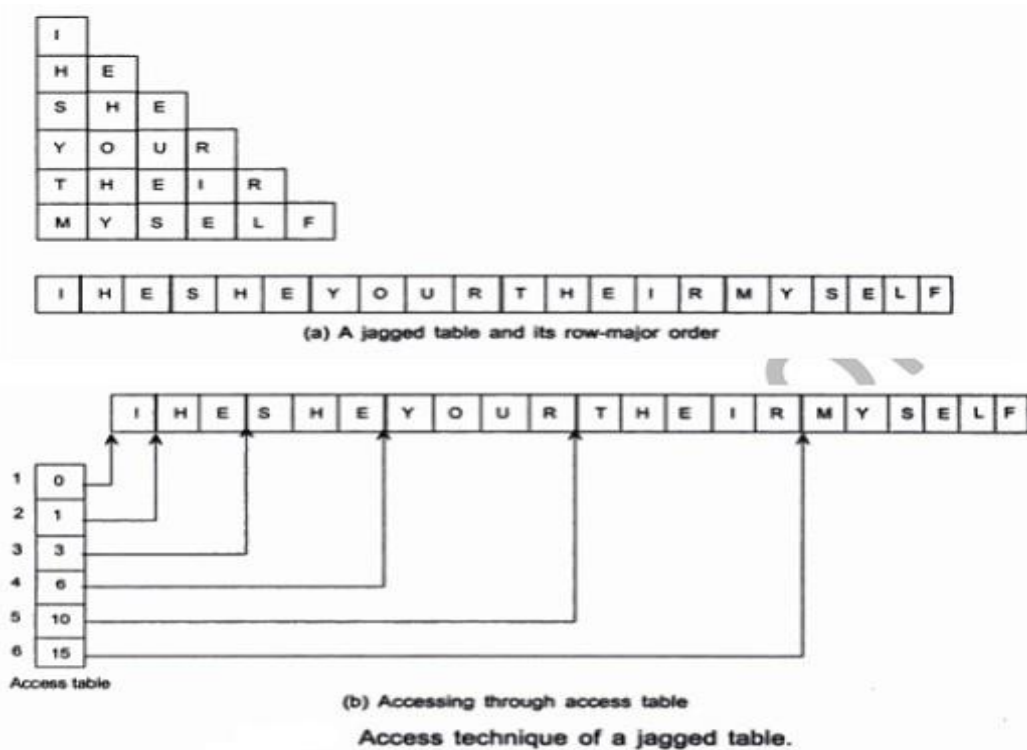 I
H E
S H E
Y O U R
T H E I R
M Y S E L F
I H E S H E Y O U R T H E I R M Y S E L F
(a) A jagged table and its row-major order
I H E S H E Y O U R T H E I R M Y S E L F
1 0
2 1
3 3
4 6
5 10
6 15
Access table
(b) Accessing through access table
Access technique of a jagged table.